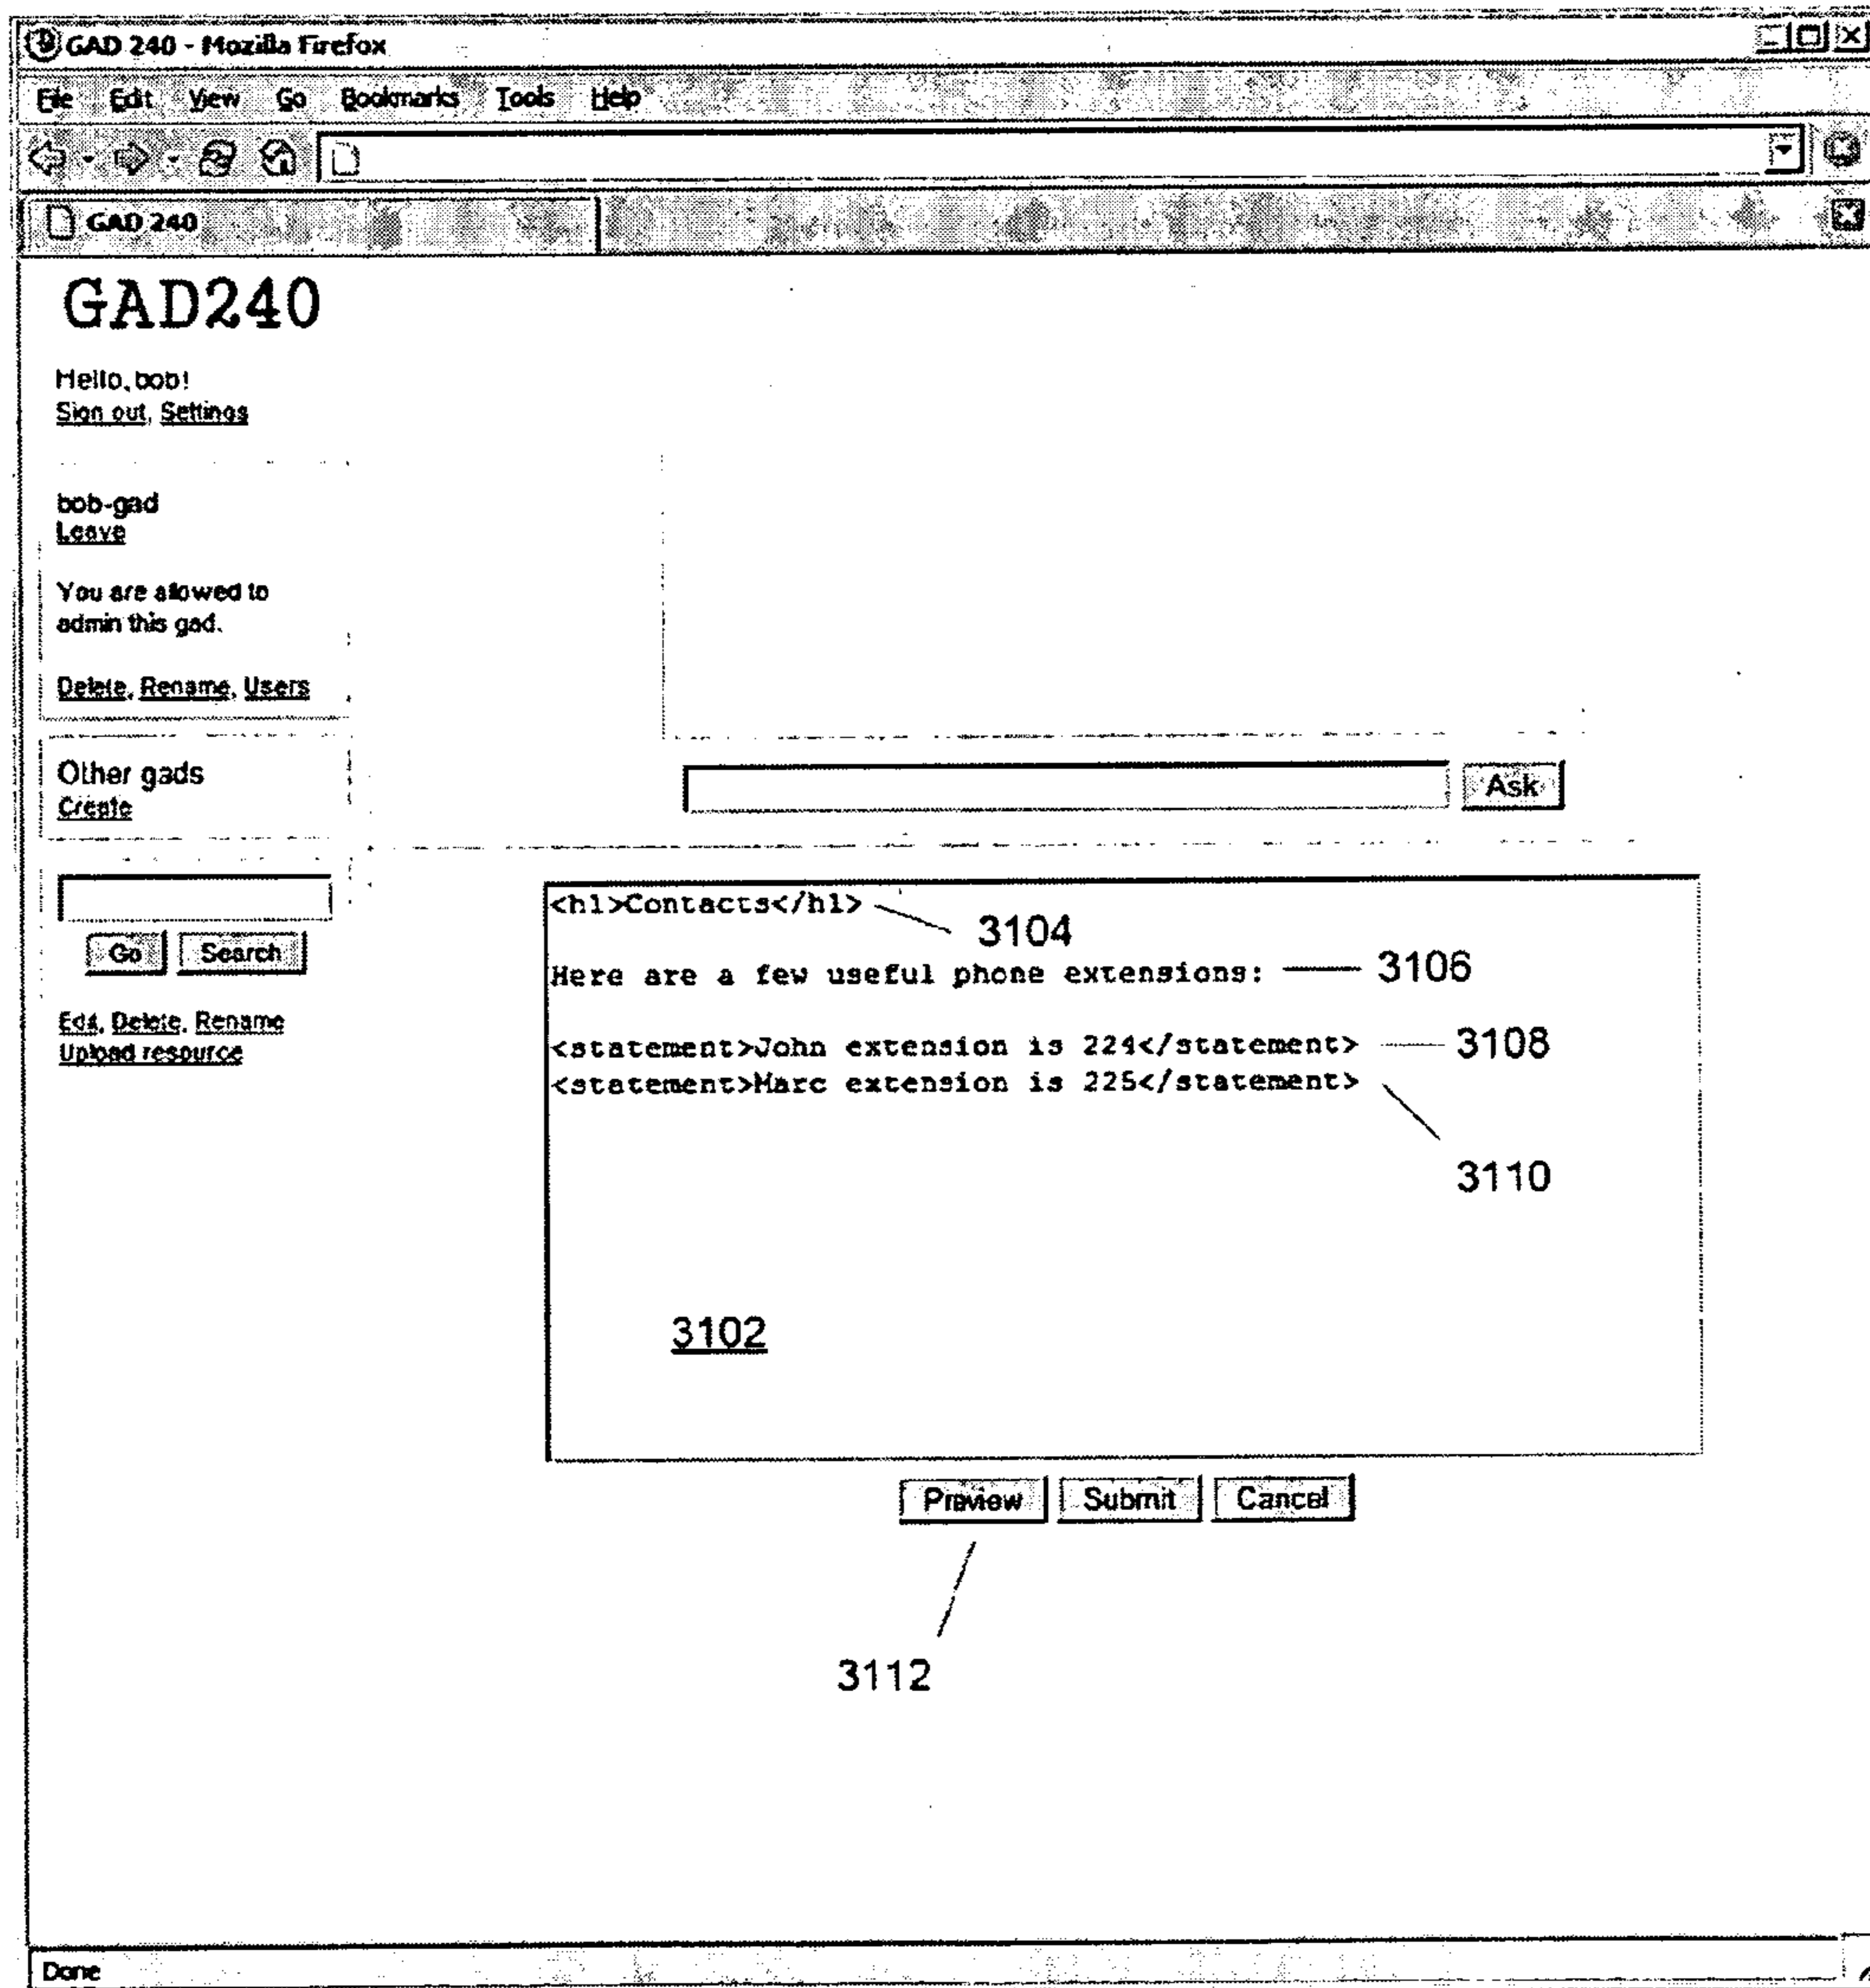 GAD 240 - Mozilla Firefox
File Edit View Go Bookmarks Tools Help
GAD 240
GAD240
Hello, bob!
Sign out, Settings
bob-gad
Leave
You are allowed to
admin this gad.
Delete, Rename, Users
Other gads
Create
Ask
Go Search
Edit, Delete, Rename
Upload resource
<h1>Contacts</h1> 3104
Here are a few useful phone extensions: 3106
<statement>John extension is 224</statement> 3108
<statement>Marc extension is 225</statement>
3110
3102
Preview Submit Cancel
3112
Done